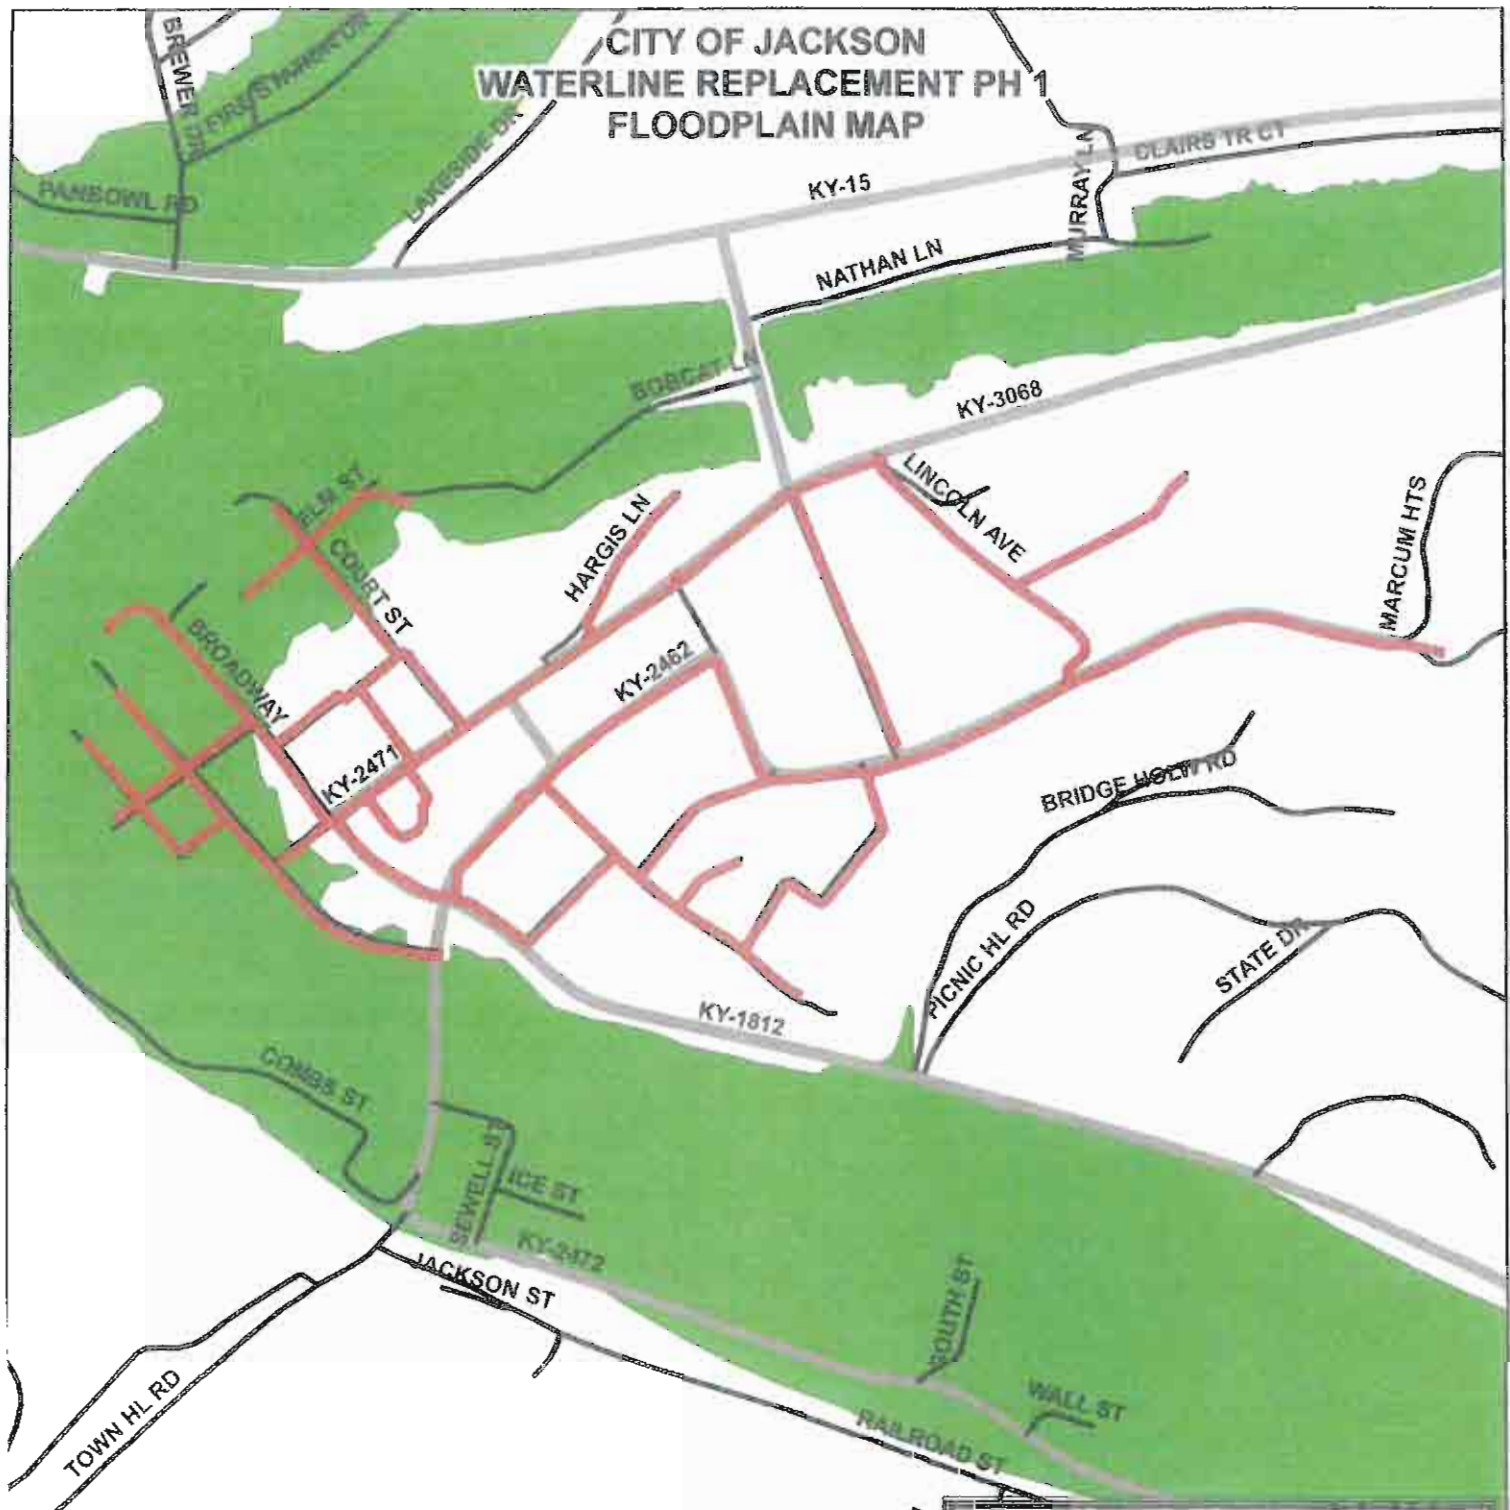 CITY OF JACKSON
WATERLINE REPLACEMENT PH 1
FLOODPLAIN MAP
BREWER DR
LAKESIDE DR
PANBOWL RD
KY-15
MURRAY LN
CLAIRS TR CT
NATHAN LN
BOBCAT LN
KY-3068
ELM ST
COURT ST
HARGIS LN
LINCOLN AVE
MARCUM HTS
BROADWAY
KY-2462
KY-2471
BRIDGE HOLW RD
PICNIC HL RD
STATE DR
KY-1812
COMBS ST
SEWELL ST
ICE ST
KY-2472
JACKSON ST
SOUTH ST
WALL ST
RAILROAD ST
TOWN HL RD